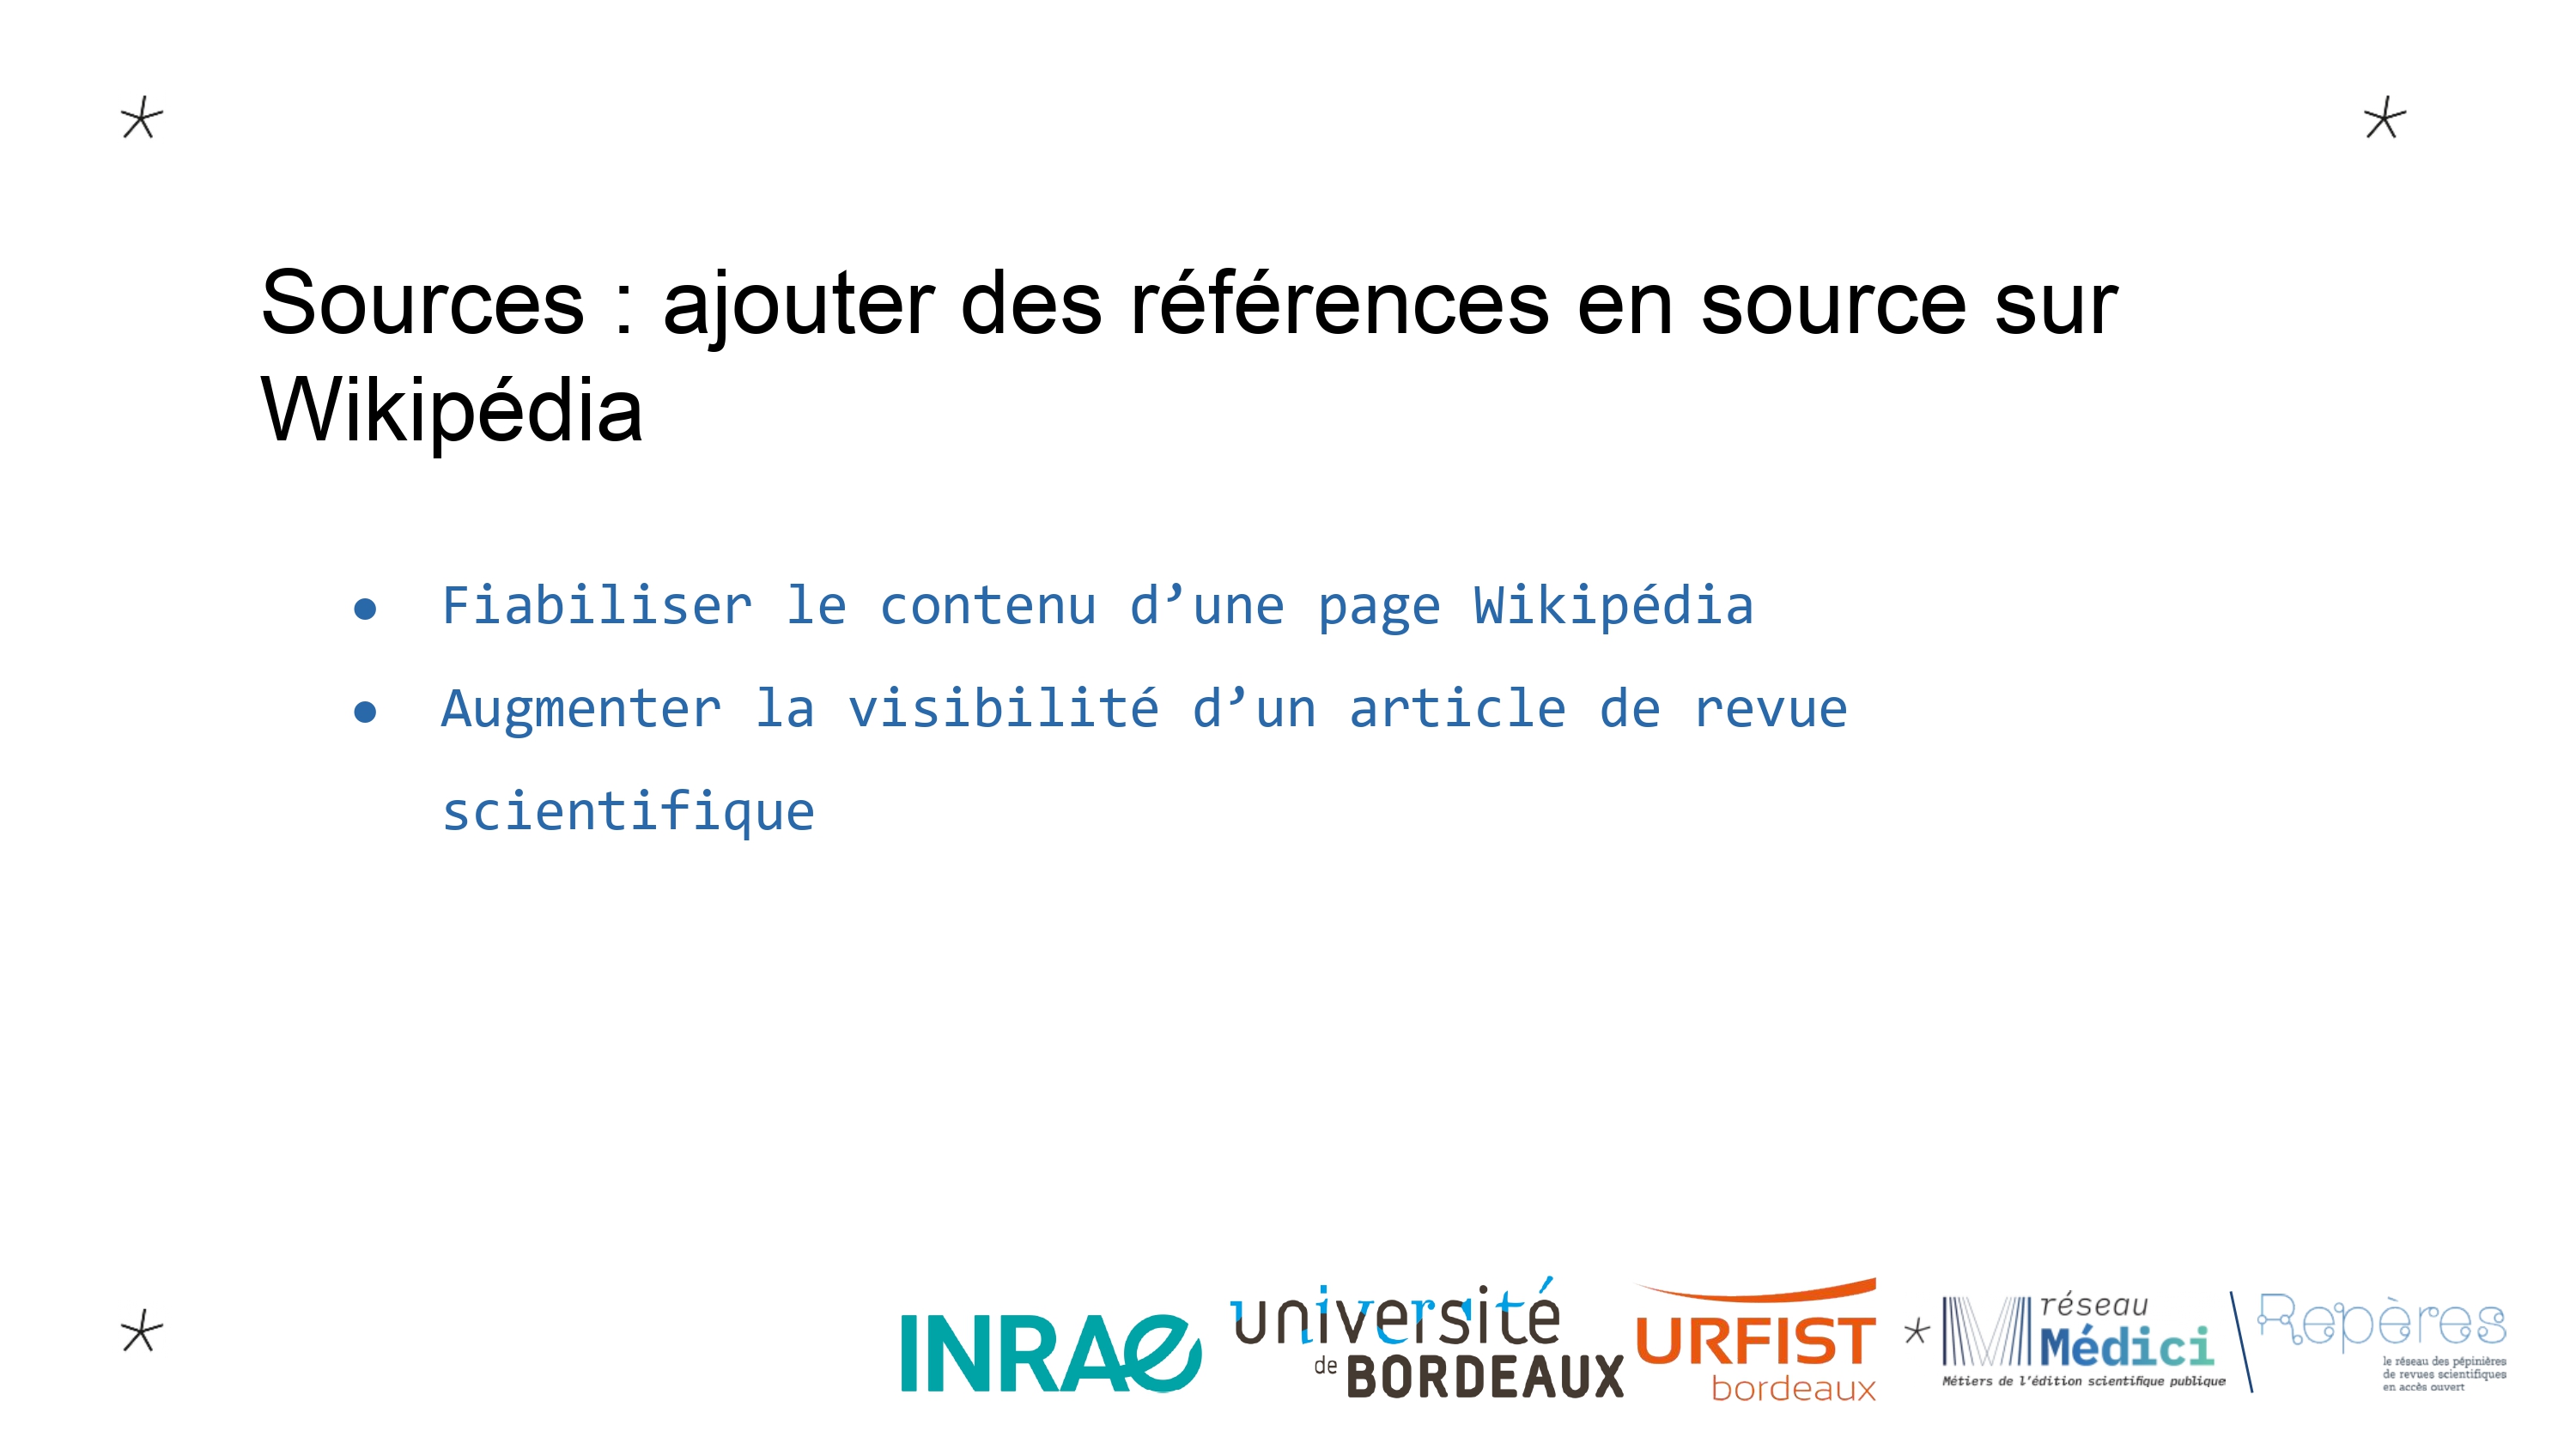 Sources : ajouter des références en source sur
Wikipédia
● Fiabiliser le contenu d’une page Wikipédia
● Augmenter la visibilité d’un article de revue
scientifique
INRAE
université
de BORDEAUX
URFIST
bordeaux
réseau
Médici
Métiers de l’édition scientifique publique
Repères
le réseau des pépinières
de revues scientifiques
en accès ouvert